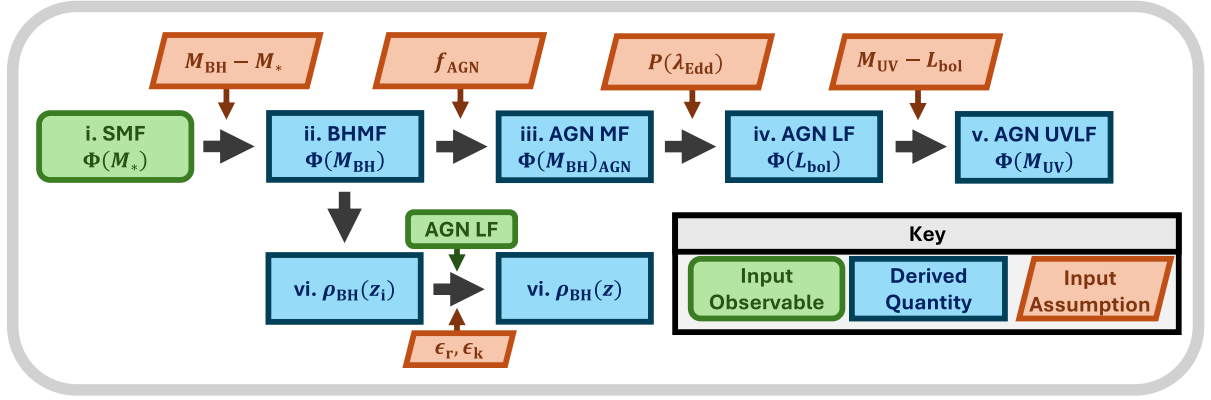 M_BH − M_*
f_AGN
P(λ_Edd)
M_UV − L_bol
i. SMF
Φ(M_*)
ii. BHMF
Φ(M_BH)
iii. AGN MF
Φ(M_BH)_AGN
iv. AGN LF
Φ(L_bol)
v. AGN UVLF
Φ(M_UV)
AGN LF
vi. ρ_BH(z_i)
vi. ρ_BH(z)
ϵ_r, ϵ_k
Key
Input
Observable
Derived
Quantity
Input
Assumption